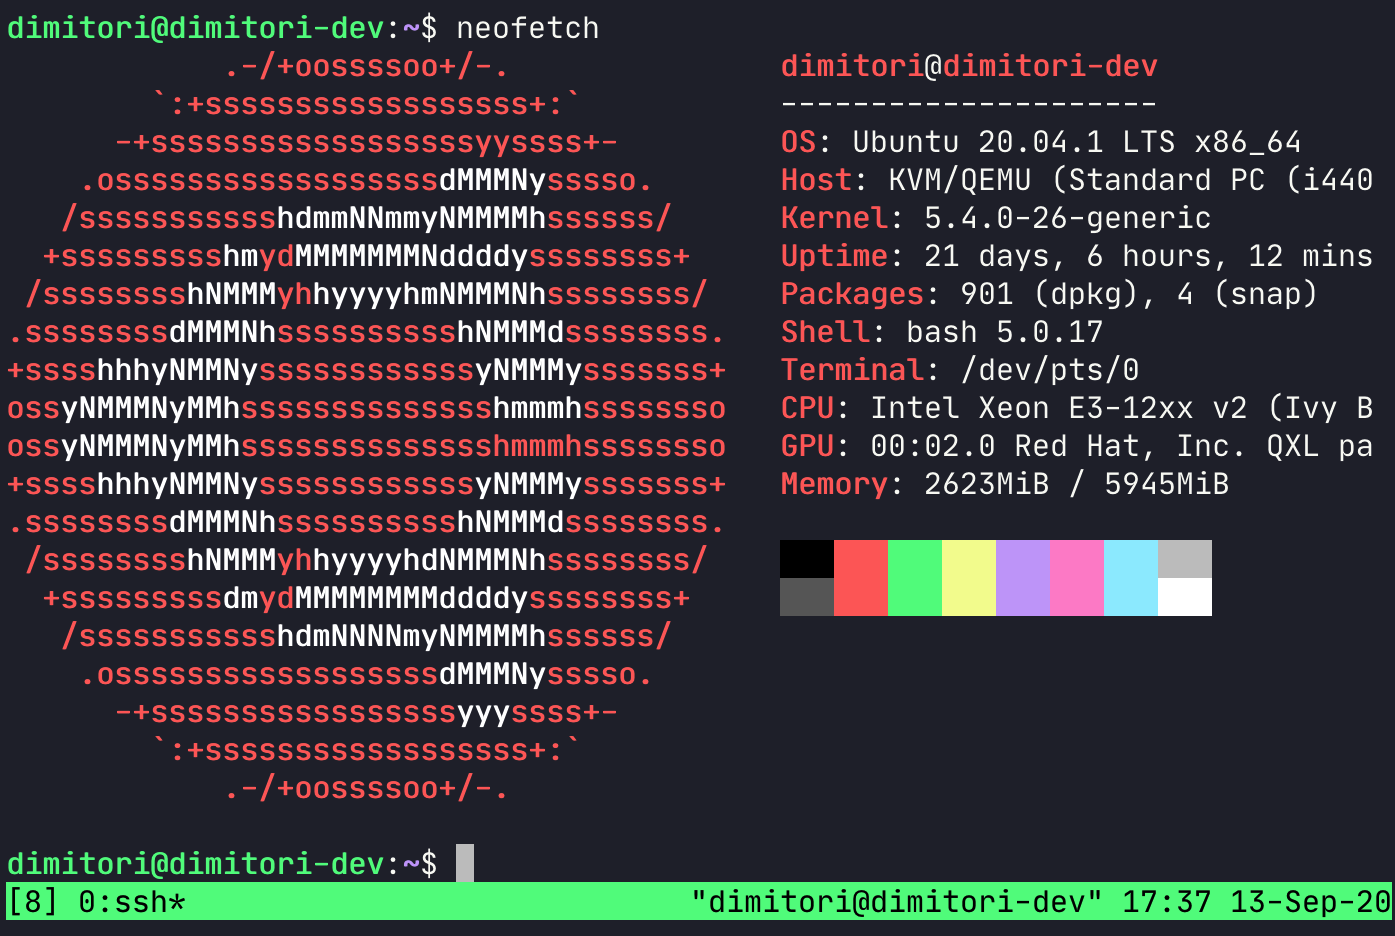 dimitori@dimitori-dev:~$ neofetch
            .-/+oossssoo+/-.               dimitori@dimitori-dev
        `:+ssssssssssssssssss+:`           ---------------------
      -+ssssssssssssssssssyyssss+-         OS: Ubuntu 20.04.1 LTS x86_64
    .ossssssssssssssssssdMMMNysssso.       Host: KVM/QEMU (Standard PC (i440
   /ssssssssssshdmmNNmmyNMMMMhssssss/      Kernel: 5.4.0-26-generic
  +ssssssssshmydMMMMMMMNddddyssssssss+     Uptime: 21 days, 6 hours, 12 mins
 /sssssssshNMMMyhhyyyyhmNMMMNhssssssss/    Packages: 901 (dpkg), 4 (snap)
.ssssssssdMMMNhsssssssssshNMMMdssssssss.   Shell: bash 5.0.17
+sssshhhyNMMNyssssssssssssyNMMMysssssss+   Terminal: /dev/pts/0
ossyNMMMNyMMhsssssssssssssshmmmhssssssso   CPU: Intel Xeon E3-12xx v2 (Ivy B
ossyNMMMNyMMhsssssssssssssshmmmhssssssso   GPU: 00:02.0 Red Hat, Inc. QXL pa
+sssshhhyNMMNyssssssssssssyNMMMysssssss+   Memory: 2623MiB / 5945MiB
.ssssssssdMMMNhsssssssssshNMMMdssssssss.
 /sssssssshNMMMyhhyyyyhdNMMMNhssssssss/
  +sssssssssdmydMMMMMMMMddddyssssssss+
   /ssssssssssshdmNNNNmyNMMMMhssssss/
    .ossssssssssssssssssdMMMNysssso.
      -+sssssssssssssssssyyyssss+-
        `:+ssssssssssssssssss+:`
            .-/+oossssoo+/-.
dimitori@dimitori-dev:~$
[8] 0:ssh* "dimitori@dimitori-dev" 17:37 13-Sep-20